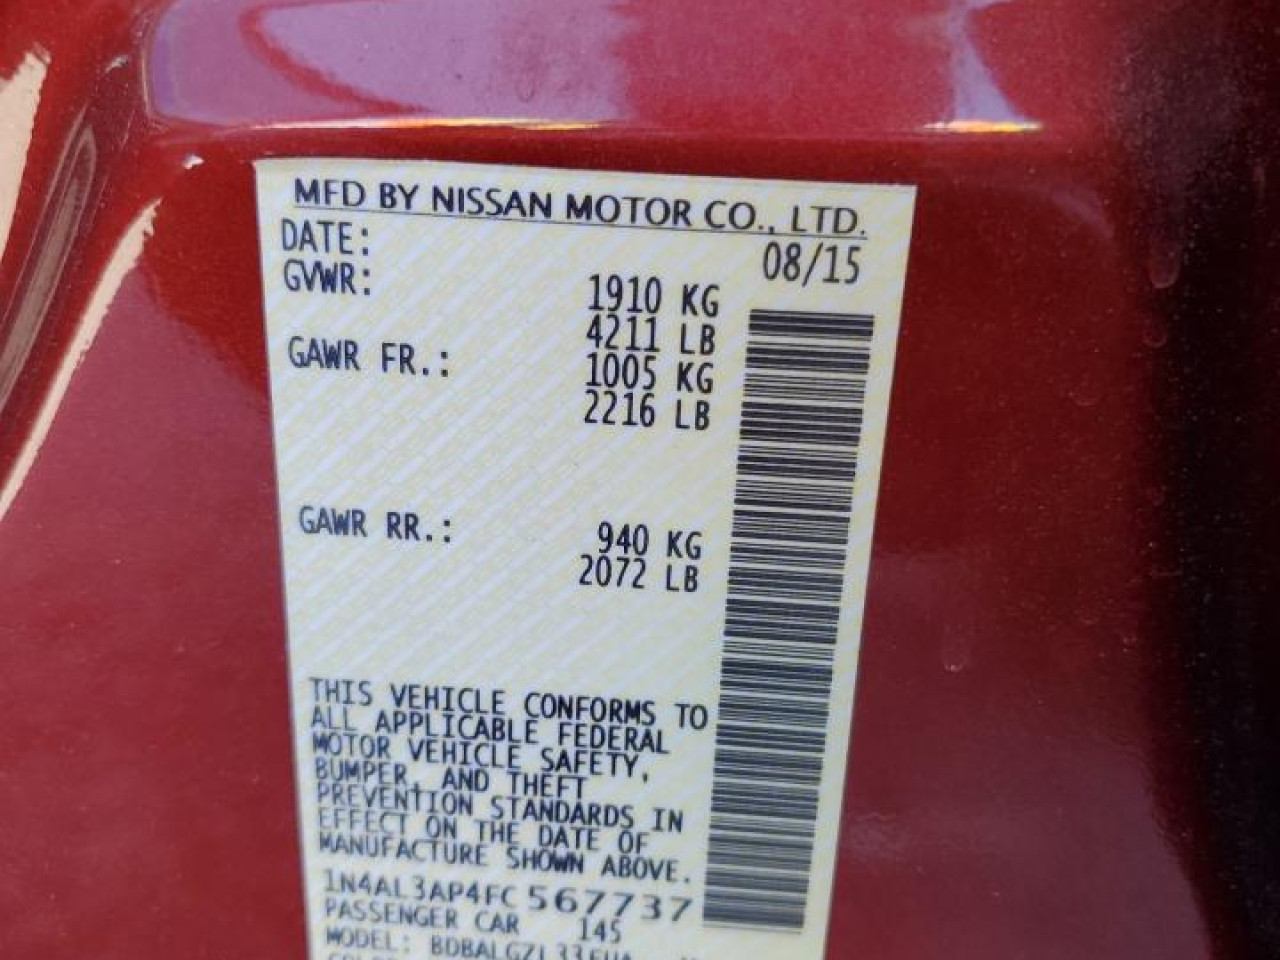 MFD BY NISSAN MOTOR CO., LTD.
DATE: 08/15
GVWR: 1910 KG
4211 LB
GAWR FR.: 1005 KG
2216 LB
GAWR RR.: 940 KG
2072 LB
THIS VEHICLE CONFORMS TO
ALL APPLICABLE FEDERAL
MOTOR VEHICLE SAFETY,
BUMPER, AND THEFT
PREVENTION STANDARDS IN
EFFECT ON THE DATE OF
MANUFACTURE SHOWN ABOVE.
1N4AL3AP4FC567737
PASSENGER CAR 145
MODEL: